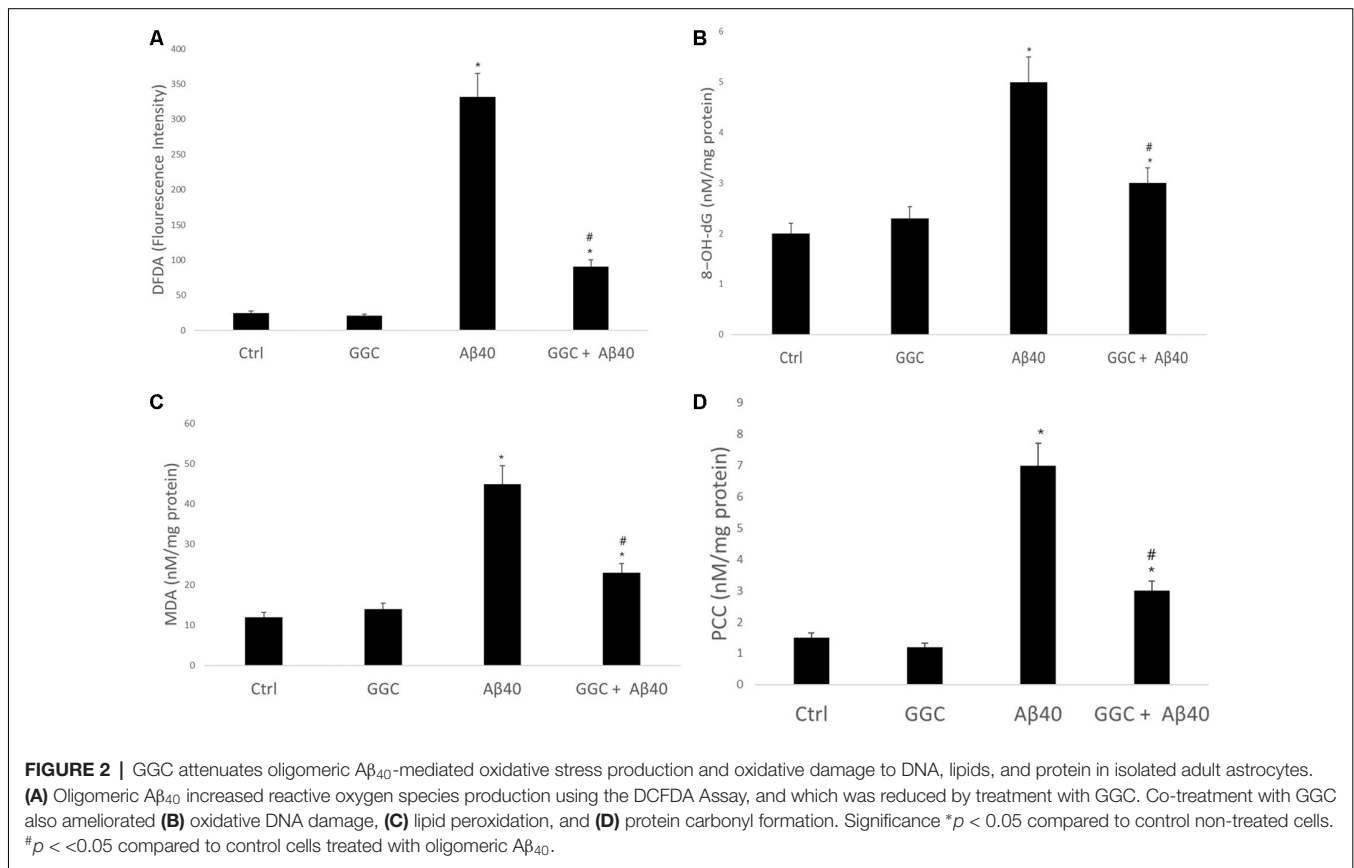 A
400
350
300
250
200
150
100
50
0
DFDA (Flourescence Intensity)
*
#
*
Ctrl GGC Aβ40 GGC + Aβ40
B
6
5
4
3
2
1
0
8-OH-dG (nM/mg protein)
*
#
*
Ctrl GGC Aβ40 GGC + Aβ40
C
60
50
40
30
20
10
0
MDA (nM/mg protein)
*
#
*
Ctrl GGC Aβ40 GGC + Aβ40
D
9
8
7
6
5
4
3
2
1
0
PCC (nM/mg protein)
*
#
*
Ctrl GGC Aβ40 GGC + Aβ40
FIGURE 2 | GGC attenuates oligomeric Aβ40-mediated oxidative stress production and oxidative damage to DNA, lipids, and protein in isolated adult astrocytes.
(A) Oligomeric Aβ40 increased reactive oxygen species production using the DCFDA Assay, and which was reduced by treatment with GGC. Co-treatment with GGC
also ameliorated (B) oxidative DNA damage, (C) lipid peroxidation, and (D) protein carbonyl formation. Significance *p < 0.05 compared to control non-treated cells.
#p < <0.05 compared to control cells treated with oligomeric Aβ40.